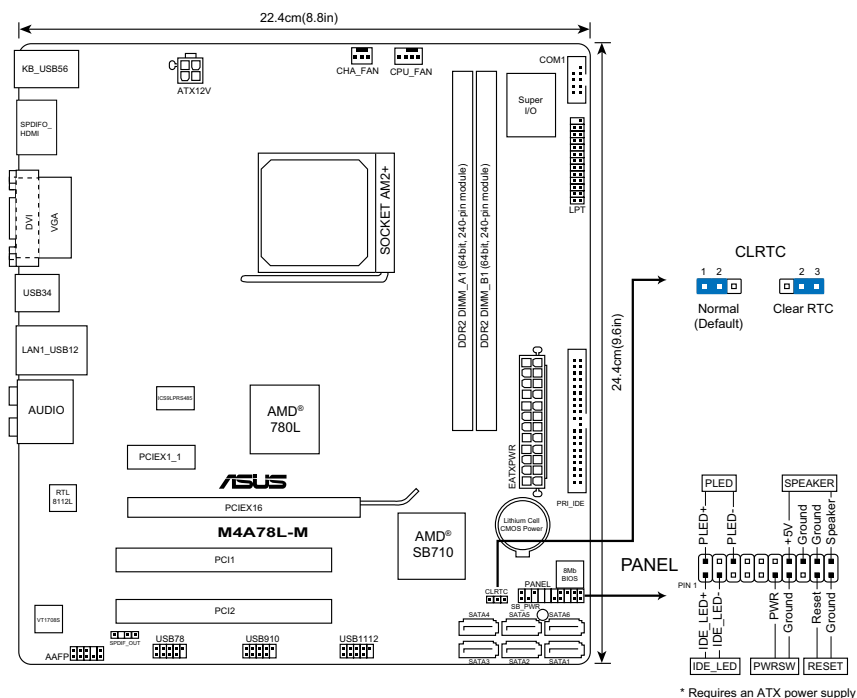 22.4cm(8.8in)
KB_USB56
ATX12V
CHA_FAN
CPU_FAN
COM1
Super
I/O
SPDIFO_
HDMI
LPT
DVI
VGA
SOCKET AM2+
DDR2 DIMM_A1 (64bit, 240-pin module)
DDR2 DIMM_B1 (64bit, 240-pin module)
24.4cm(9.6in)
CLRTC
1 2
2 3
Normal
(Default)
Clear RTC
USB34
LAN1_USB12
AUDIO
ICS9LPRS485
AMD®
780L
PCIEX1_1
EATXPWR
PRI_IDE
RTL
8112L
ASUS
PCIEX16
M4A78L-M
Lithium Cell
CMOS Power
AMD®
SB710
PCI1
8Mb
BIOS
CLRTC
PANEL
SB_PWR
PCI2
VT1708S
SPDIF_OUT
AAFP
USB78
USB910
USB1112
SATA4
SATA5
SATA6
SATA3
SATA2
SATA1
PLED
SPEAKER
PLED+
PLED-
+5V
Ground
Ground
Speaker-
PANEL
PIN 1
IDE_LED+
IDE_LED-
PWR
Ground
Reset
Ground
IDE_LED
PWRSW
RESET
* Requires an ATX power supply